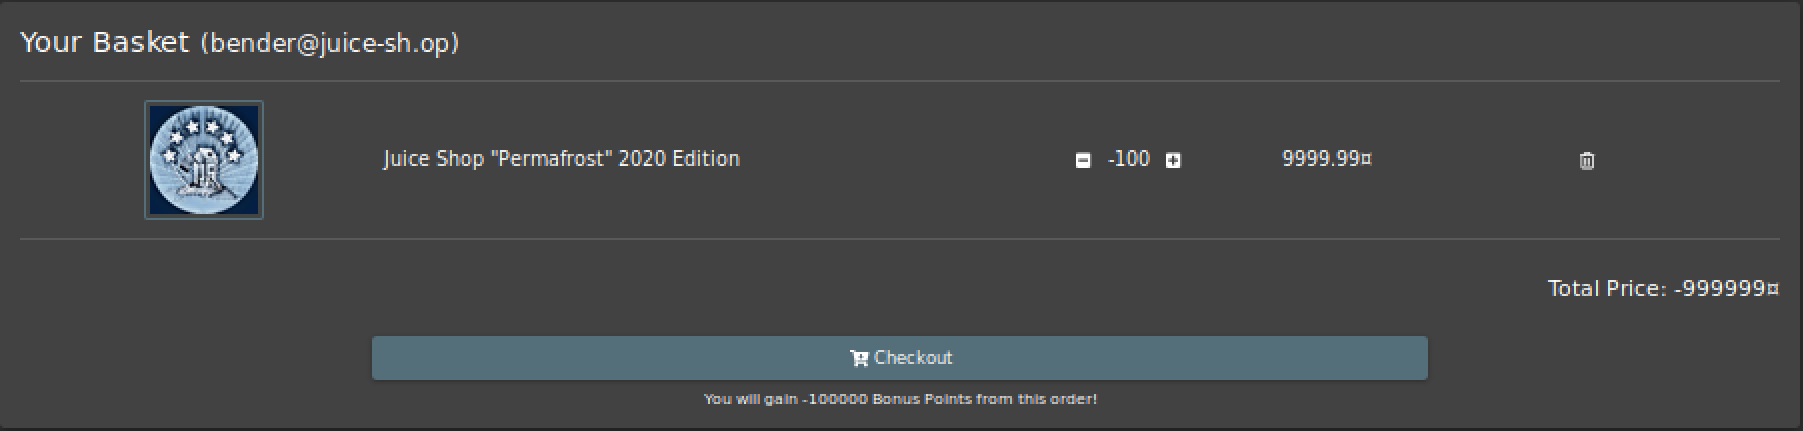 Your Basket (bender@juice-sh.op)
Juice Shop "Permafrost" 2020 Edition -100 9999.99¤
Total Price: -999999¤
Checkout
You will gain -100000 Bonus Points from this order!